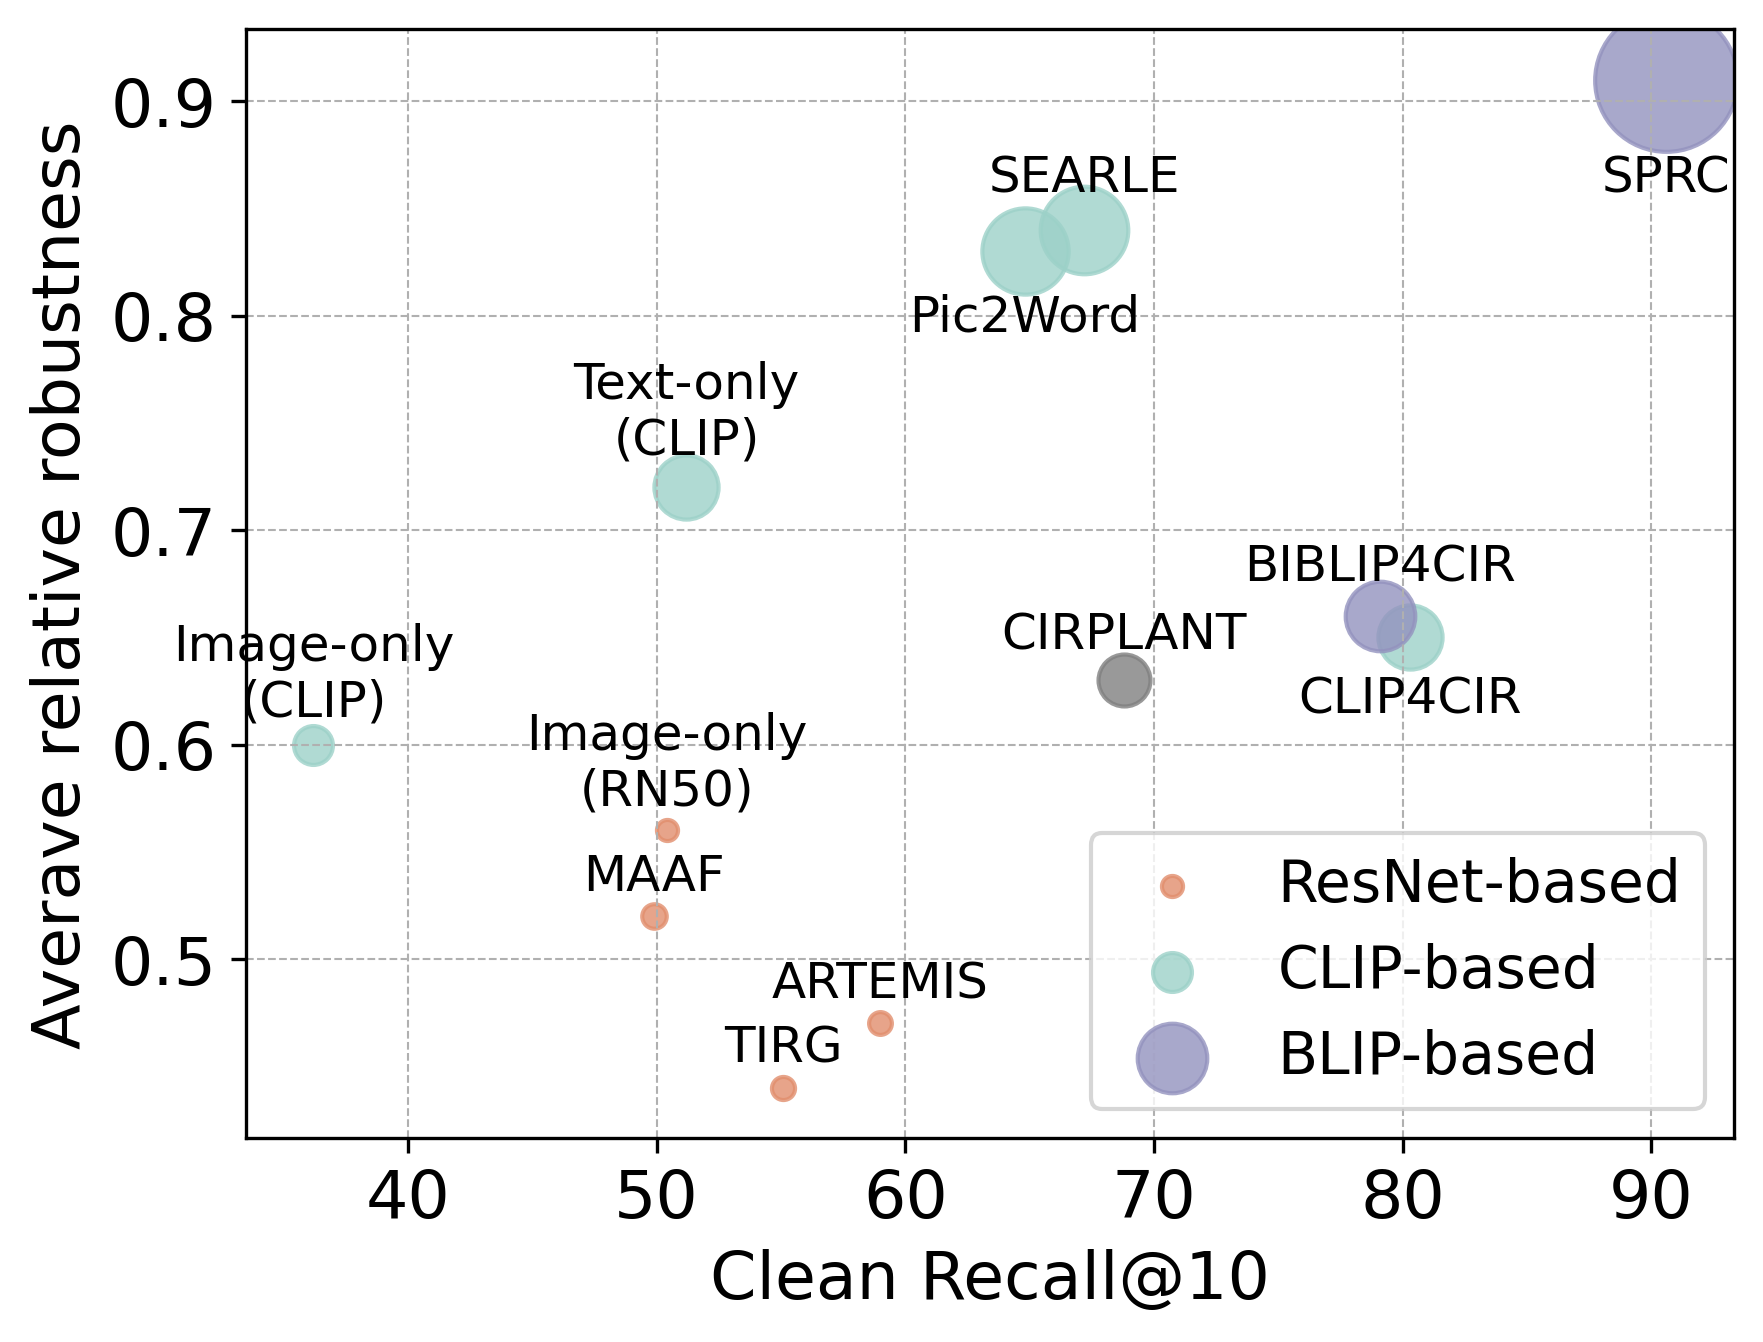 Averave relative robustness
0.9
0.8
0.7
0.6
0.5
SEARLE
SPRC
Pic2Word
Text-only
(CLIP)
BIBLIP4CIR
CIRPLANT
CLIP4CIR
Image-only
(CLIP)
Image-only
(RN50)
MAAF
ARTEMIS
TIRG
ResNet-based
CLIP-based
BLIP-based
40 50 60 70 80 90
Clean Recall@10